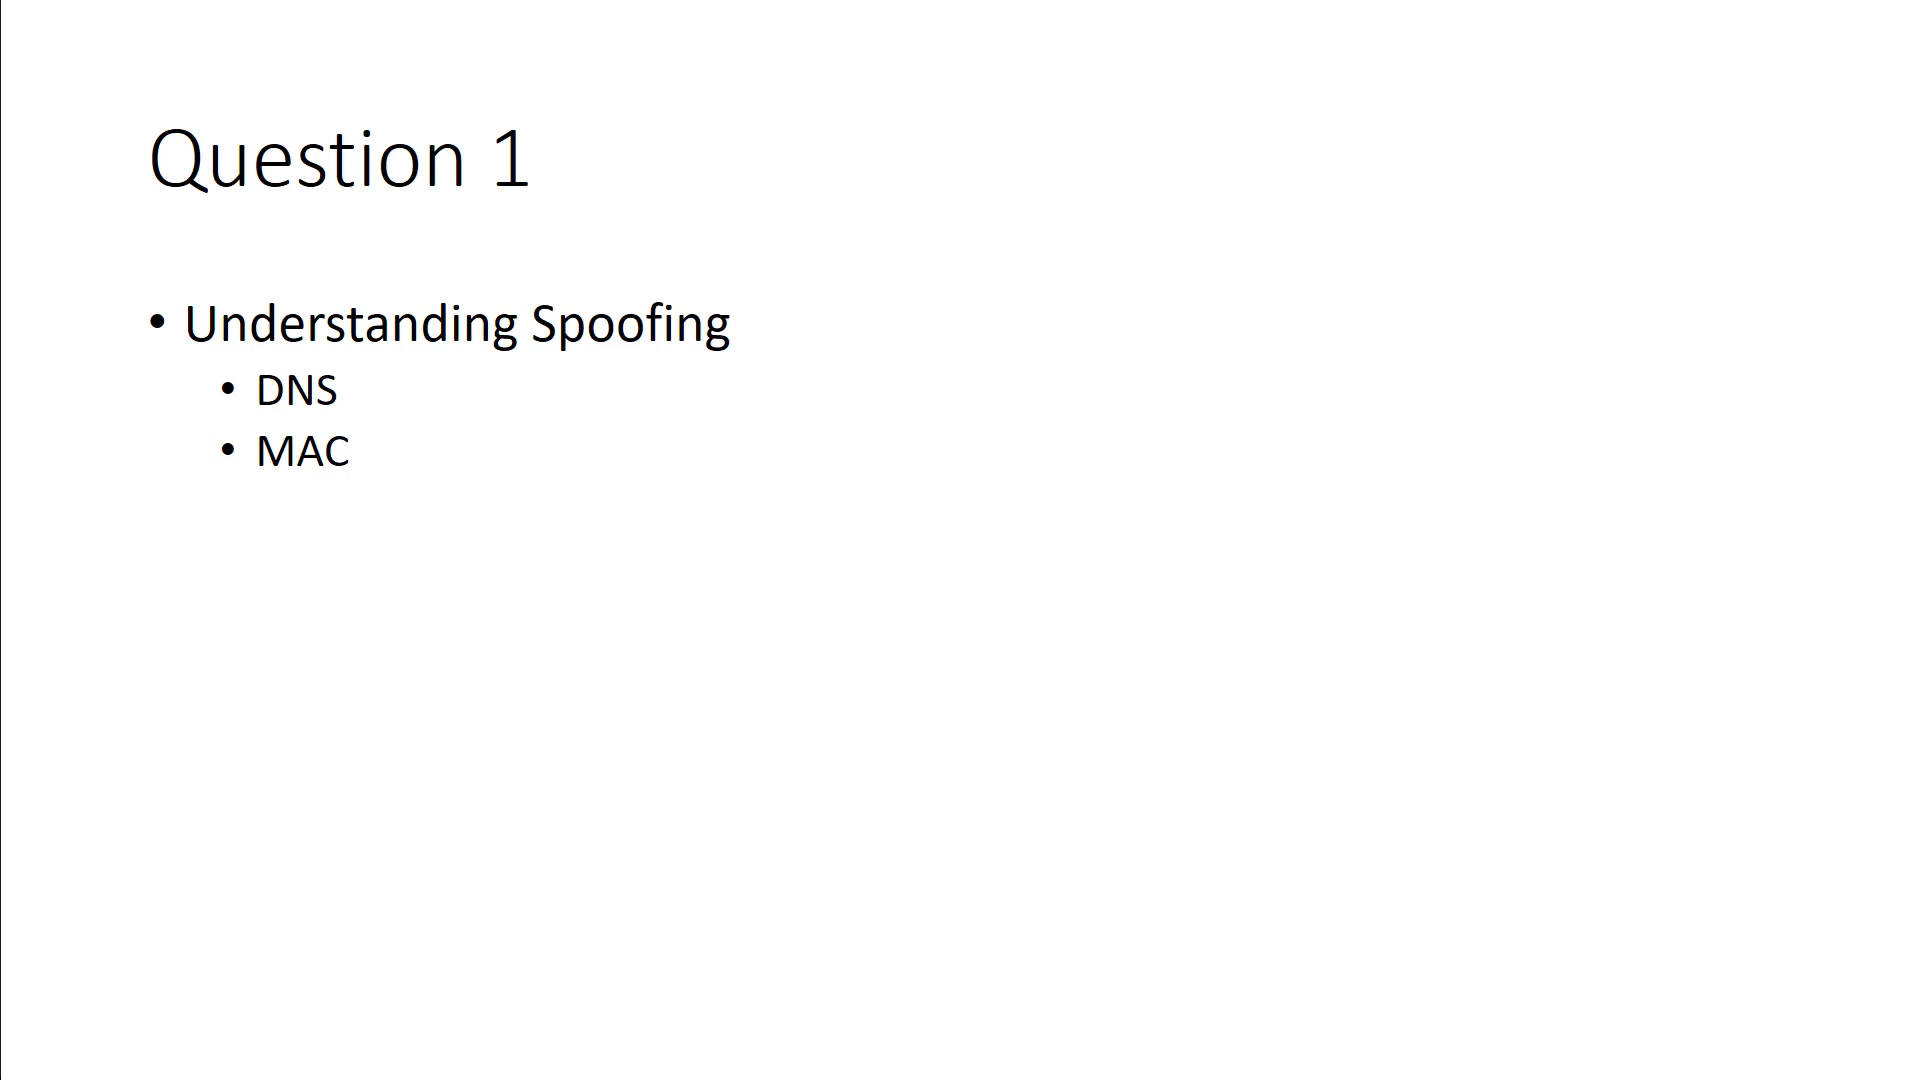 Question 1
• Understanding Spoofing
• DNS
• MAC